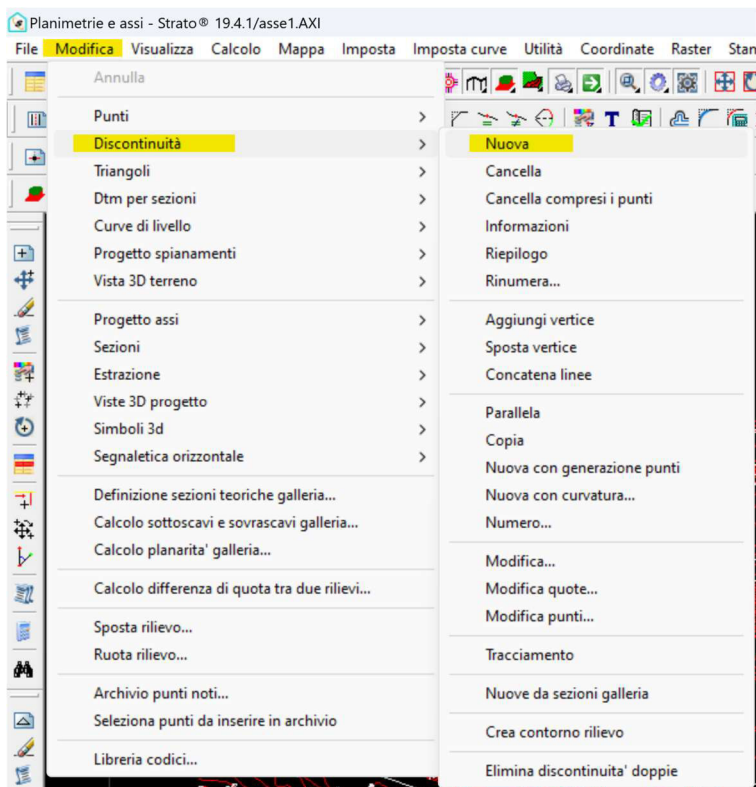 Planimetrie e assi - Strato® 19.4.1/asse1.AXI
File Modifica Visualizza Calcolo Mappa Imposta Imposta curve Utilità Coordinate Raster Stan
Annulla
Punti
Discontinuità
Triangoli
Dtm per sezioni
Curve di livello
Progetto spianamenti
Vista 3D terreno
Progetto assi
Sezioni
Estrazione
Viste 3D progetto
Simboli 3d
Segnaletica orizzontale
Definizione sezioni teoriche galleria...
Calcolo sottoscavi e sovrascavi galleria...
Calcolo planarita' galleria...
Calcolo differenza di quota tra due rilievi...
Sposta rilievo...
Ruota rilievo...
Archivio punti noti...
Seleziona punti da inserire in archivio
Libreria codici...
Nuova
Cancella
Cancella compresi i punti
Informazioni
Riepilogo
Rinumera...
Aggiungi vertice
Sposta vertice
Concatena linee
Parallela
Copia
Nuova con generazione punti
Nuova con curvatura...
Numero...
Modifica...
Modifica quote...
Modifica punti...
Tracciamento
Nuove da sezioni galleria
Crea contorno rilievo
Elimina discontinuita' doppie